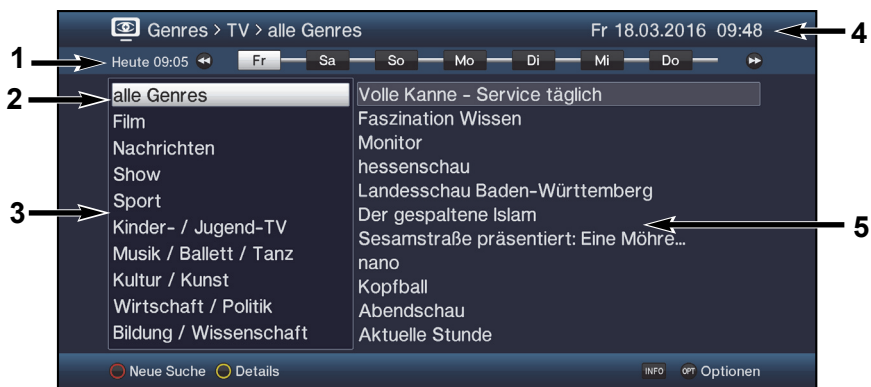 Genres > TV > alle Genres Fr 18.03.2016 09:48
4
1
Heute 09:05 Fr Sa So Mo Di Mi Do
2
alle Genres
Film
Nachrichten
Show
Sport
3
Kinder- / Jugend-TV
Musik / Ballett / Tanz
Kultur / Kunst
Wirtschaft / Politik
Bildung / Wissenschaft
Volle Kanne - Service täglich
Faszination Wissen
Monitor
hessenschau
Landesschau Baden-Württemberg
Der gespaltene Islam
5
Sesamstraße präsentiert: Eine Möhre...
nano
Kopfball
Abendschau
Aktuelle Stunde
Neue Suche Details INFO OPT Optionen